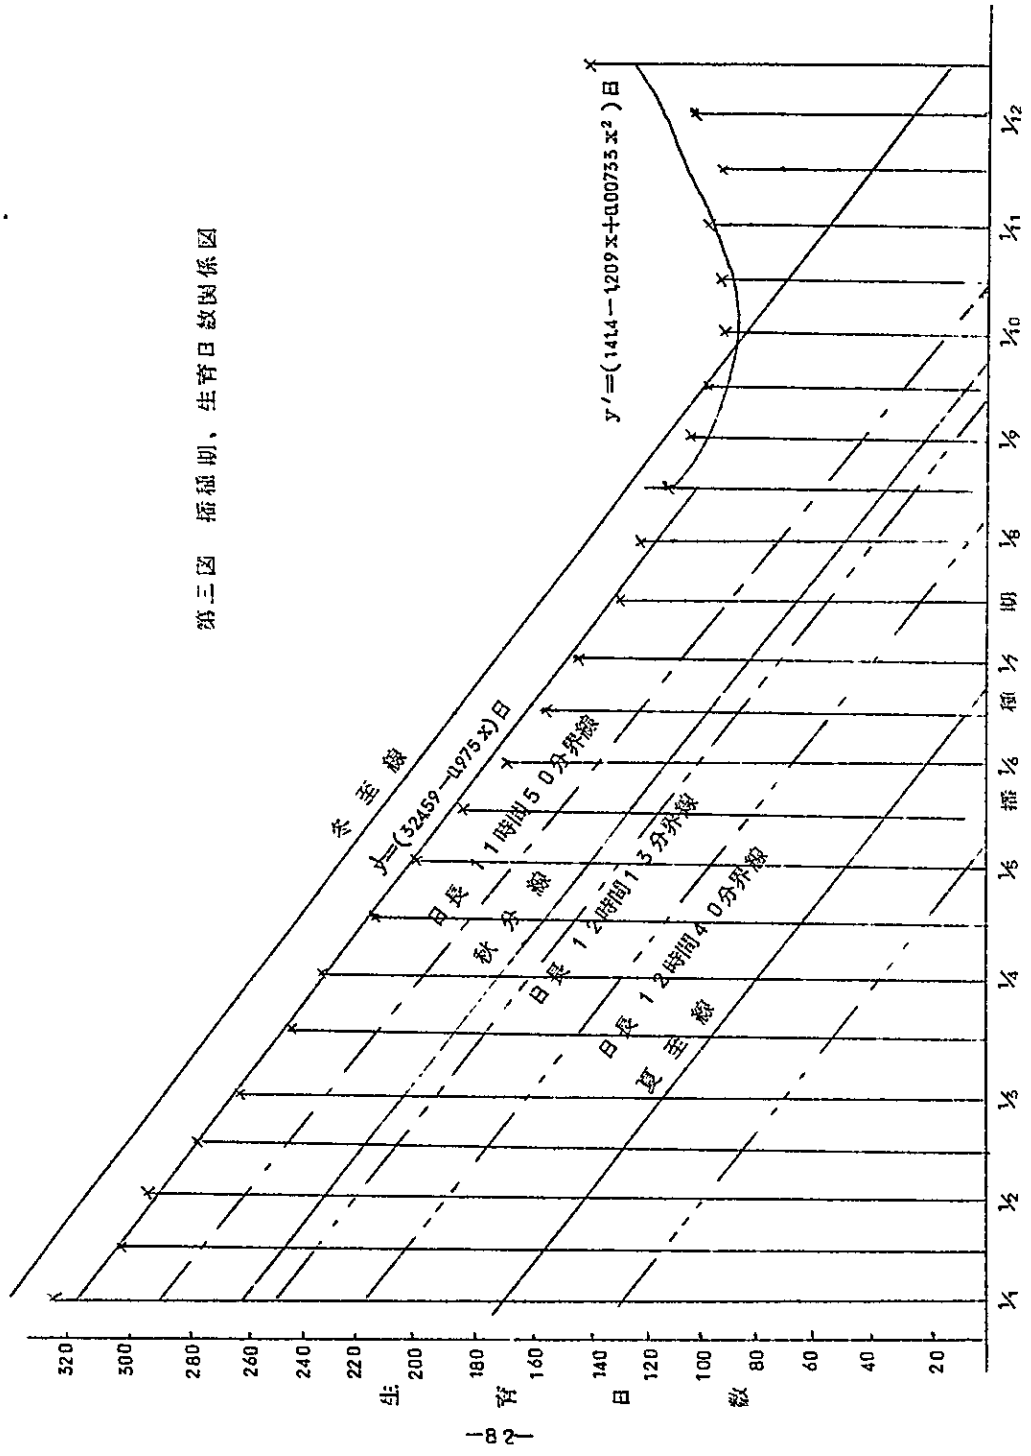 第三図 播種期、生育日数関係図
y=(324.59-0.975x)日
y'=(141.4-1.209x+0.00733x²)日
冬至線
日長 11時間50分界線
秋分線
日長 12時間13分界線
日長 12時間40分界線
夏至線
320
300
280
260
240
220
200
180
160
140
120
100
80
60
40
20
生育日数
1/1 1/2 1/3 1/4 1/5 1/6 1/7 1/8 1/9 1/10 1/11 1/12
播種期
-82-